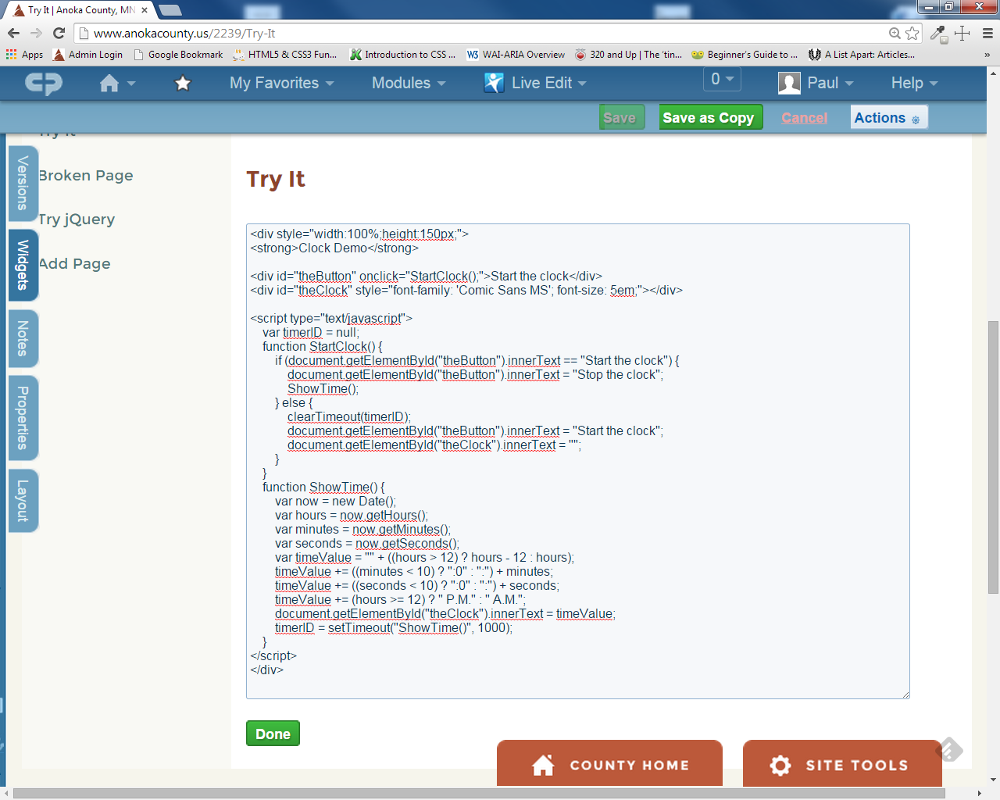 Try It | Anoka County, MN
www.anokacounty.us/2239/Try-It
Apps Admin Login Google Bookmark HTML5 & CSS3 Fun... Introduction to CSS ... WAI-ARIA Overview 320 and Up | The 'tin... Beginner's Guide to ... A List Apart: Articles... »
CP My Favorites Modules Live Edit 0 Paul Help
Save Save as Copy Cancel Actions
Try It
Broken Page
Try jQuery
Add Page
Versions
Widgets
Notes
Properties
Layout
Try It
<div style="width:100%;height:150px;">
<strong>Clock Demo</strong>
<div id="theButton" onclick="StartClock();">Start the clock</div>
<div id="theClock" style="font-family: 'Comic Sans MS'; font-size: 5em;"></div>
<script type="text/javascript">
var timerID = null;
function StartClock() {
if (document.getElementById("theButton").innerText == "Start the clock") {
document.getElementById("theButton").innerText = "Stop the clock";
ShowTime();
} else {
clearTimeout(timerID);
document.getElementById("theButton").innerText = "Start the clock";
document.getElementById("theClock").innerText = "";
}
}
function ShowTime() {
var now = new Date();
var hours = now.getHours();
var minutes = now.getMinutes();
var seconds = now.getSeconds();
var timeValue = "" + ((hours > 12) ? hours - 12 : hours);
timeValue += ((minutes < 10) ? ":0" : ":") + minutes;
timeValue += ((seconds < 10) ? ":0" : ":") + seconds;
timeValue += (hours >= 12) ? " P.M." : " A.M.";
document.getElementById("theClock").innerText = timeValue;
timerID = setTimeout("ShowTime()", 1000);
}
</script>
</div>
Done
COUNTY HOME
SITE TOOLS